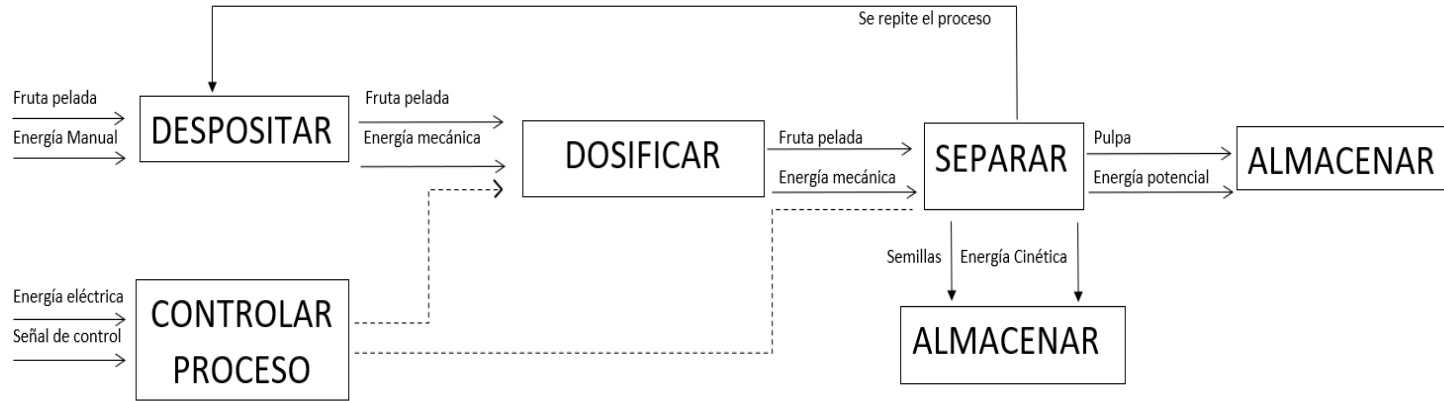 Se repite el proceso
Fruta pelada
Energía Manual
DESPOSITAR
Fruta pelada
Energía mecánica
DOSIFICAR
Fruta pelada
Energía mecánica
SEPARAR
Pulpa
Energía potencial
ALMACENAR
Semillas
Energía Cinética
ALMACENAR
Energía eléctrica
Señal de control
CONTROLAR
PROCESO